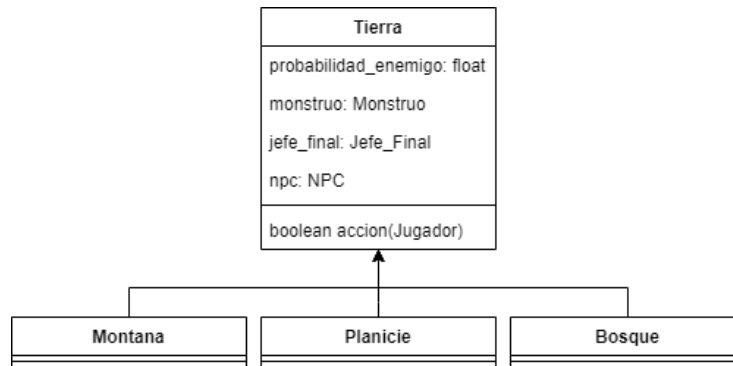 Tierra
probabilidad_enemigo: float
monstruo: Monstruo
jefe_final: Jefe_Final
npc: NPC
boolean accion(Jugador)
Montana
Planicie
Bosque